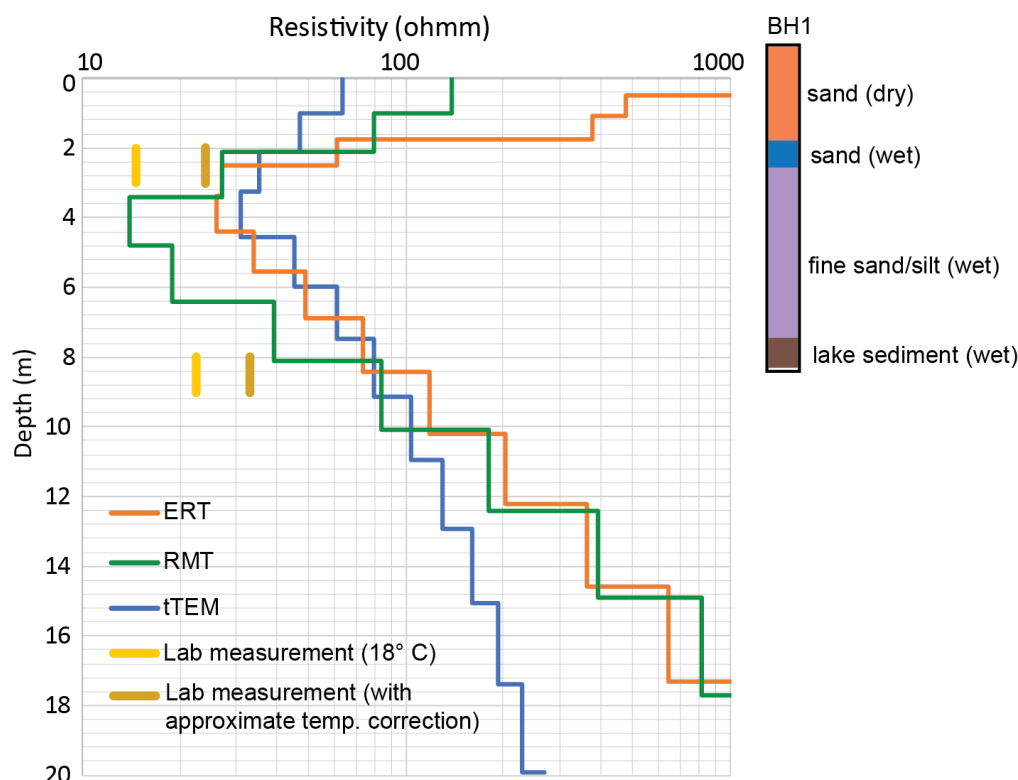 Resistivity (ohmm)
10 100 1000
0
2
4
6
8
10
12
14
16
18
20
Depth (m)
ERT
RMT
tTEM
Lab measurement (18° C)
Lab measurement (with
approximate temp. correction)
BH1
sand (dry)
sand (wet)
fine sand/silt (wet)
lake sediment (wet)